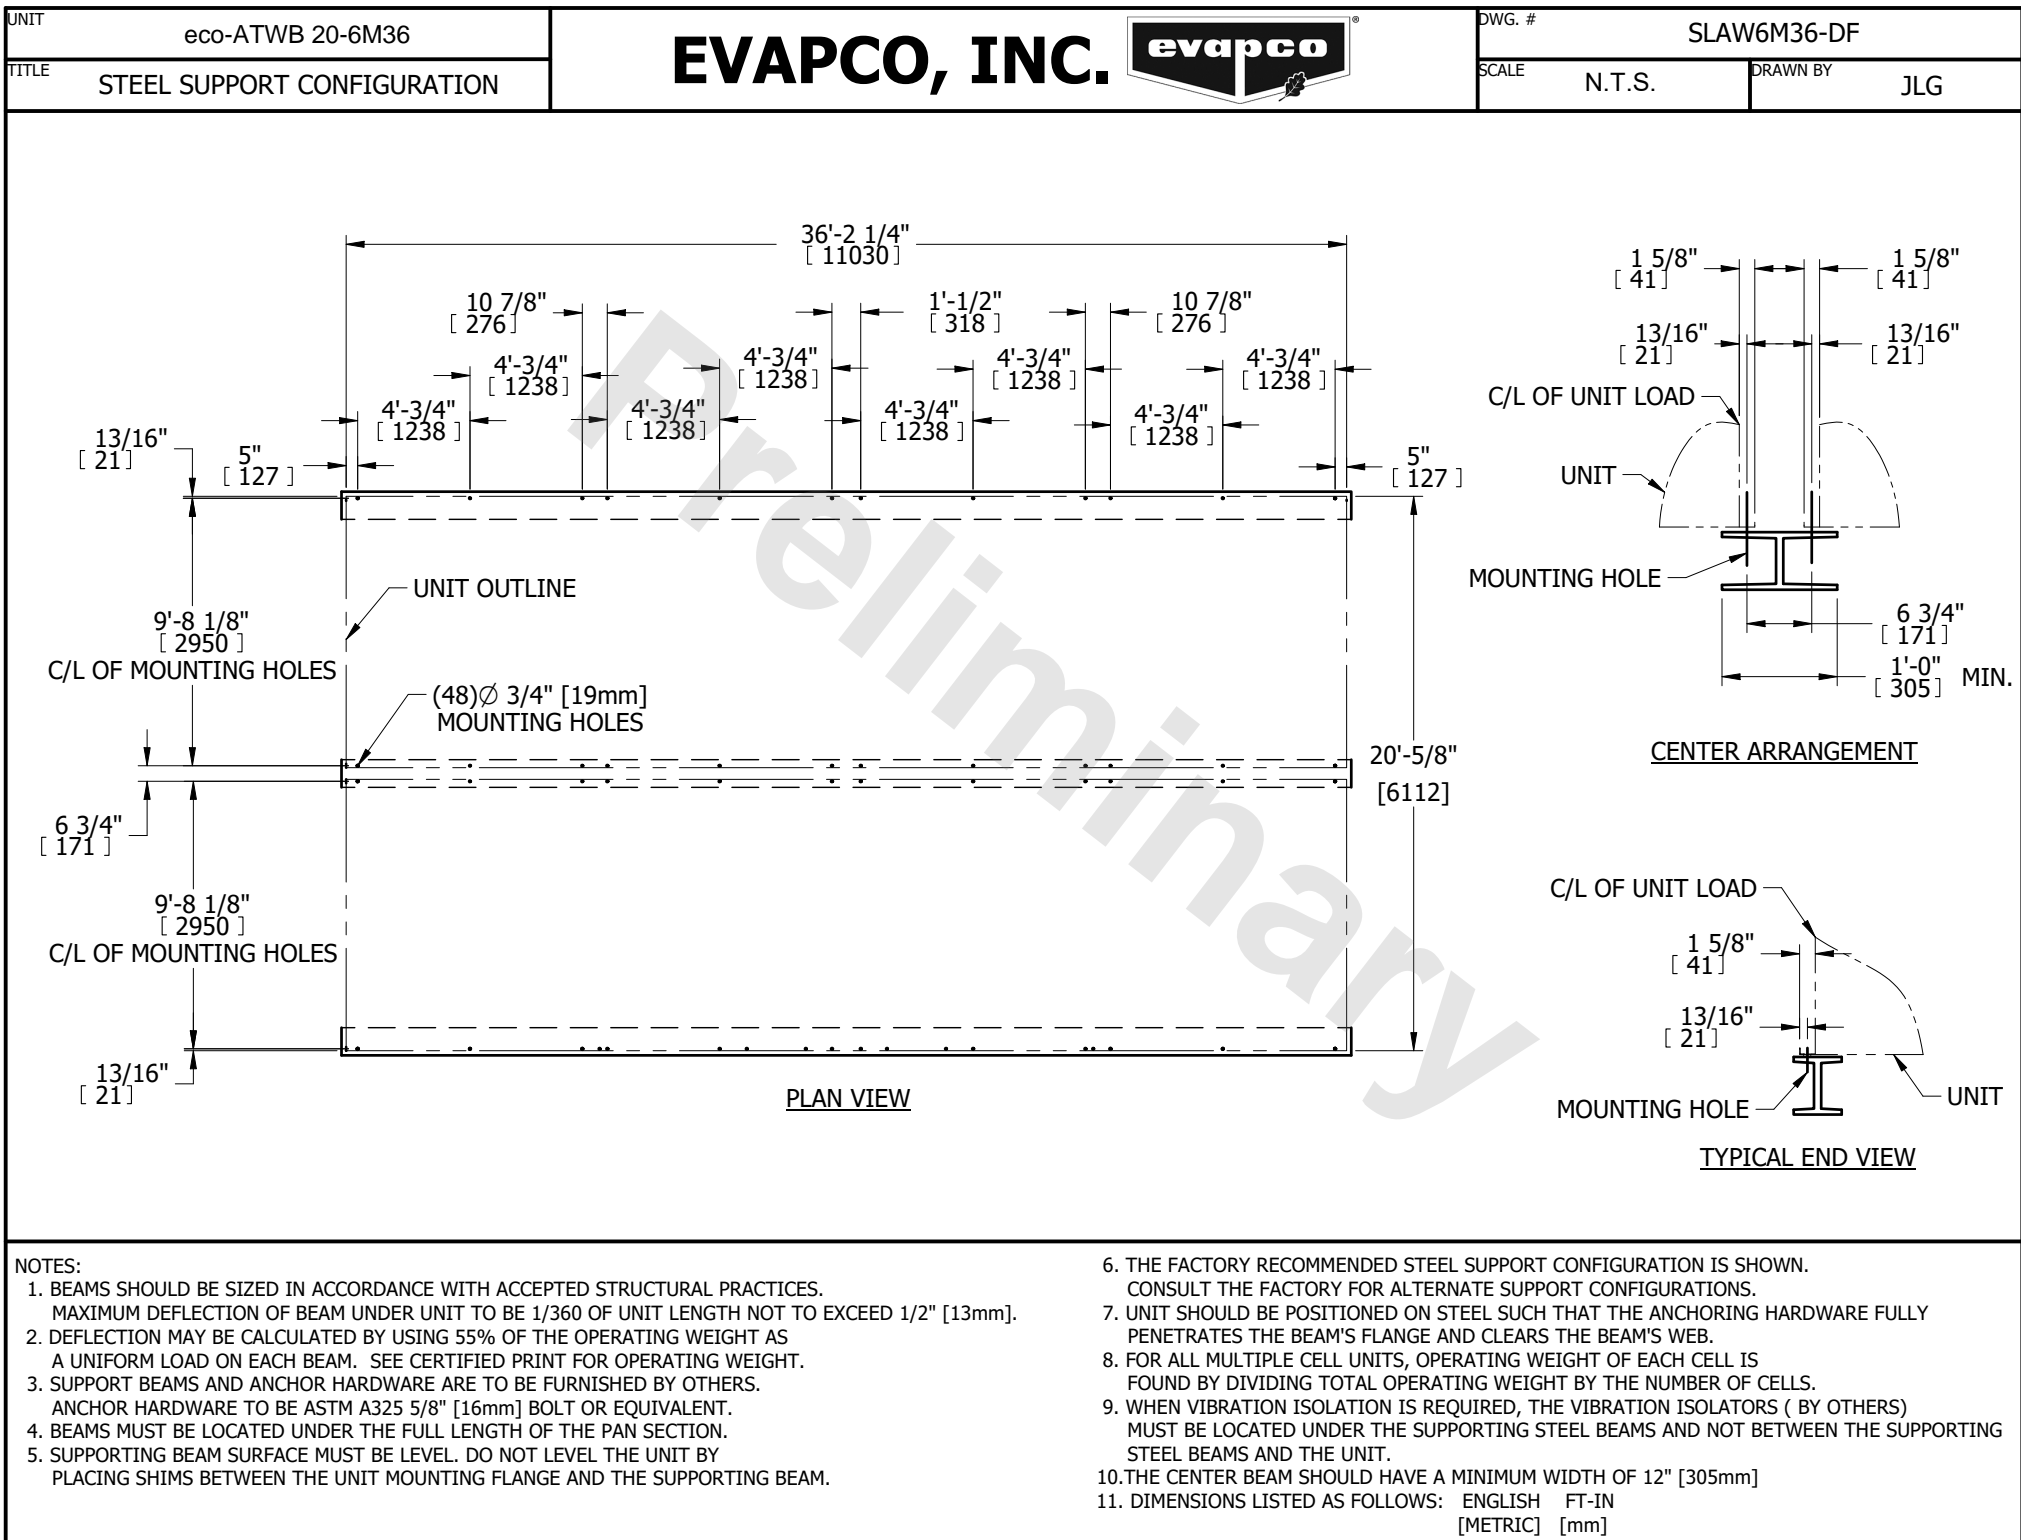 UNIT
eco-ATWB 20-6M36
TITLE
STEEL SUPPORT CONFIGURATION
EVAPCO, INC.
evapco®
DWG. #
SLAW6M36-DF
SCALE
N.T.S.
DRAWN BY
JLG
36'-2 1/4"
[ 11030 ]
10 7/8"
[ 276 ]
1'-1/2"
[ 318 ]
10 7/8"
[ 276 ]
4'-3/4"
[ 1238 ]
4'-3/4"
[ 1238 ]
4'-3/4"
[ 1238 ]
4'-3/4"
[ 1238 ]
4'-3/4"
[ 1238 ]
4'-3/4"
[ 1238 ]
4'-3/4"
[ 1238 ]
4'-3/4"
[ 1238 ]
13/16"
[ 21 ]
5"
[ 127 ]
5"
[ 127 ]
UNIT OUTLINE
9'-8 1/8"
[ 2950 ]
C/L OF MOUNTING HOLES
(48)Ø 3/4" [19mm]
MOUNTING HOLES
20'-5/8"
[6112]
6 3/4"
[ 171 ]
9'-8 1/8"
[ 2950 ]
C/L OF MOUNTING HOLES
13/16"
[ 21 ]
PLAN VIEW
Preliminary
1 5/8"
[ 41 ]
1 5/8"
[ 41 ]
13/16"
[ 21 ]
13/16"
[ 21 ]
C/L OF UNIT LOAD
UNIT
MOUNTING HOLE
6 3/4"
[ 171 ]
1'-0"
[ 305 ] MIN.
CENTER ARRANGEMENT
C/L OF UNIT LOAD
1 5/8"
[ 41 ]
13/16"
[ 21 ]
MOUNTING HOLE
UNIT
TYPICAL END VIEW
NOTES:
1. BEAMS SHOULD BE SIZED IN ACCORDANCE WITH ACCEPTED STRUCTURAL PRACTICES.
MAXIMUM DEFLECTION OF BEAM UNDER UNIT TO BE 1/360 OF UNIT LENGTH NOT TO EXCEED 1/2" [13mm].
2. DEFLECTION MAY BE CALCULATED BY USING 55% OF THE OPERATING WEIGHT AS
A UNIFORM LOAD ON EACH BEAM. SEE CERTIFIED PRINT FOR OPERATING WEIGHT.
3. SUPPORT BEAMS AND ANCHOR HARDWARE ARE TO BE FURNISHED BY OTHERS.
ANCHOR HARDWARE TO BE ASTM A325 5/8" [16mm] BOLT OR EQUIVALENT.
4. BEAMS MUST BE LOCATED UNDER THE FULL LENGTH OF THE PAN SECTION.
5. SUPPORTING BEAM SURFACE MUST BE LEVEL. DO NOT LEVEL THE UNIT BY
PLACING SHIMS BETWEEN THE UNIT MOUNTING FLANGE AND THE SUPPORTING BEAM.
6. THE FACTORY RECOMMENDED STEEL SUPPORT CONFIGURATION IS SHOWN.
CONSULT THE FACTORY FOR ALTERNATE SUPPORT CONFIGURATIONS.
7. UNIT SHOULD BE POSITIONED ON STEEL SUCH THAT THE ANCHORING HARDWARE FULLY
PENETRATES THE BEAM'S FLANGE AND CLEARS THE BEAM'S WEB.
8. FOR ALL MULTIPLE CELL UNITS, OPERATING WEIGHT OF EACH CELL IS
FOUND BY DIVIDING TOTAL OPERATING WEIGHT BY THE NUMBER OF CELLS.
9. WHEN VIBRATION ISOLATION IS REQUIRED, THE VIBRATION ISOLATORS ( BY OTHERS)
MUST BE LOCATED UNDER THE SUPPORTING STEEL BEAMS AND NOT BETWEEN THE SUPPORTING
STEEL BEAMS AND THE UNIT.
10.THE CENTER BEAM SHOULD HAVE A MINIMUM WIDTH OF 12" [305mm]
11. DIMENSIONS LISTED AS FOLLOWS: ENGLISH FT-IN
[METRIC] [mm]